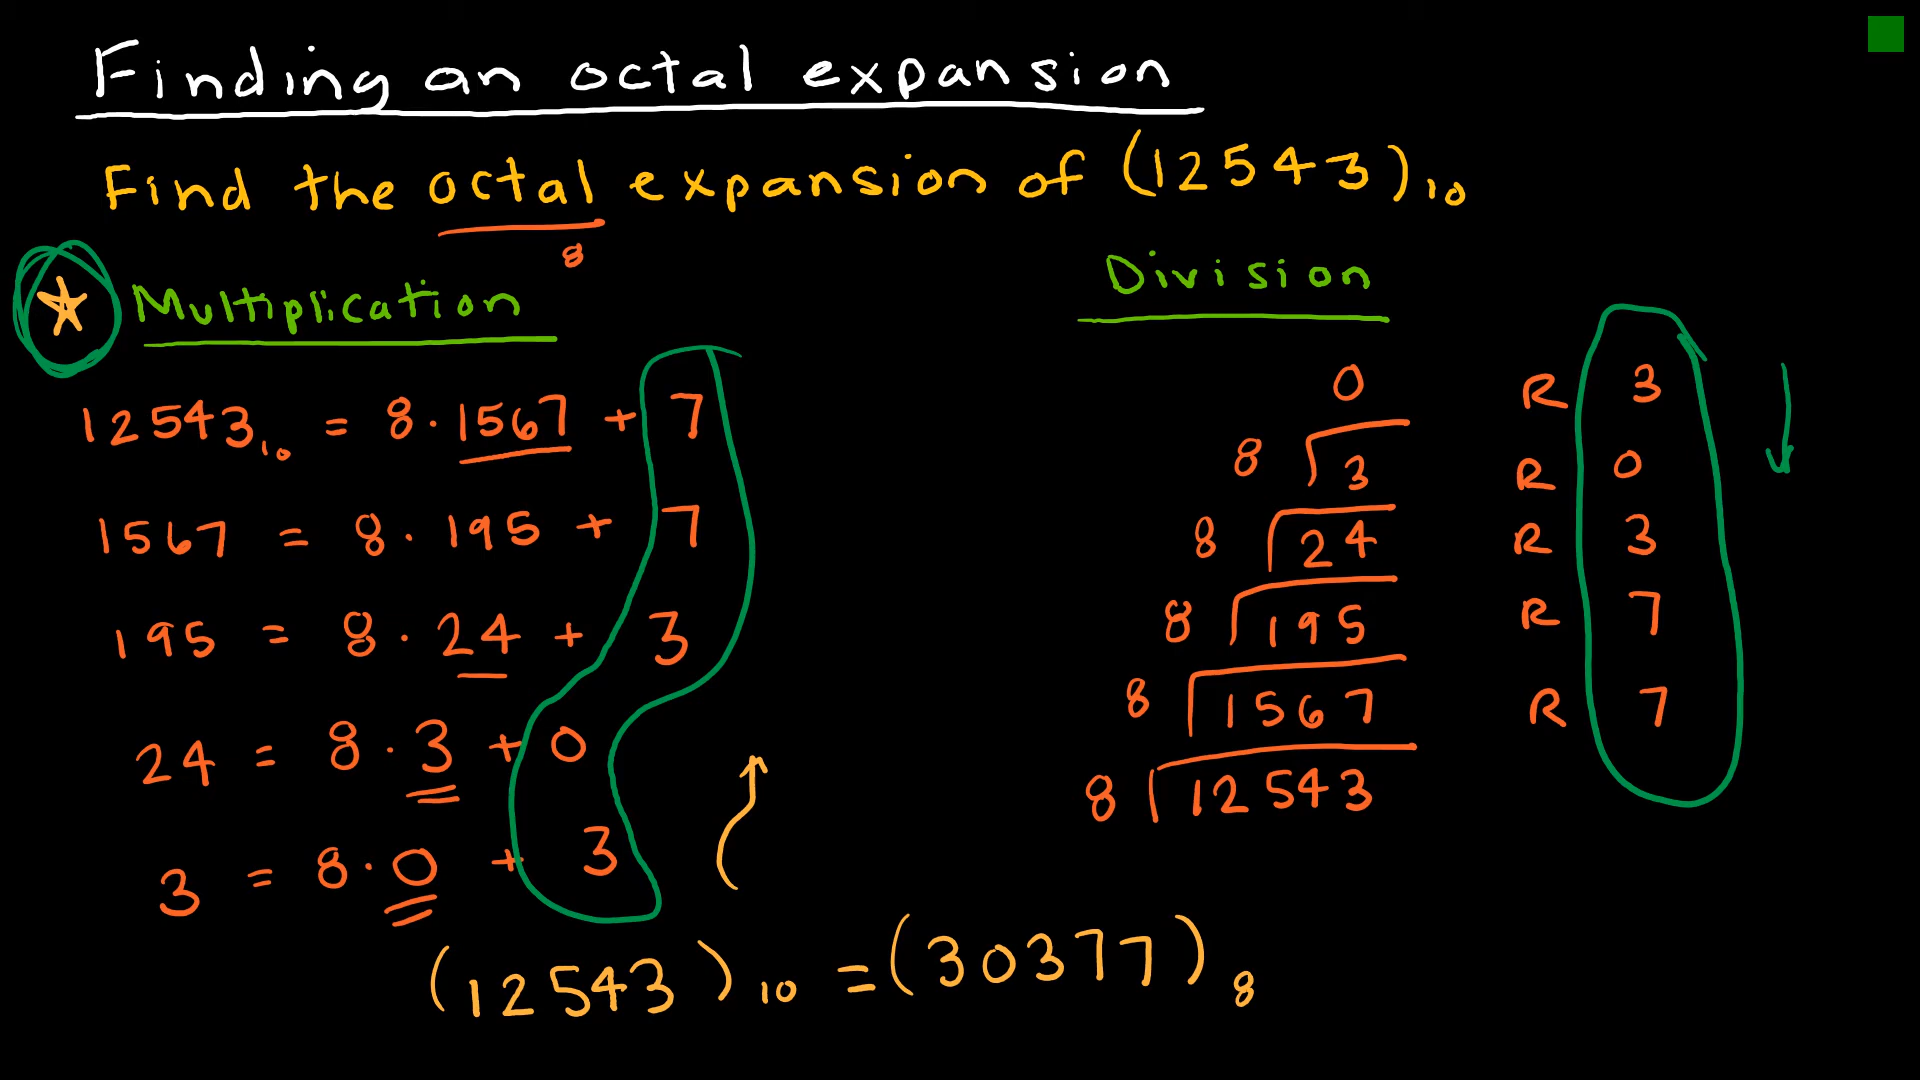 Finding an octal expansion
Find the octal expansion of (12543)₁₀
8
Multiplication
12543₁₀ = 8·1567 + 7
1567 = 8·195 + 7
195 = 8·24 + 3
24 = 8·3 + 0
3 = 8·0 + 3
Division
0 R 3
8 3 R 0
8 24 R 3
8 195 R 7
8 1567 R 7
8 12543
(12543)₁₀ = (30377)₈